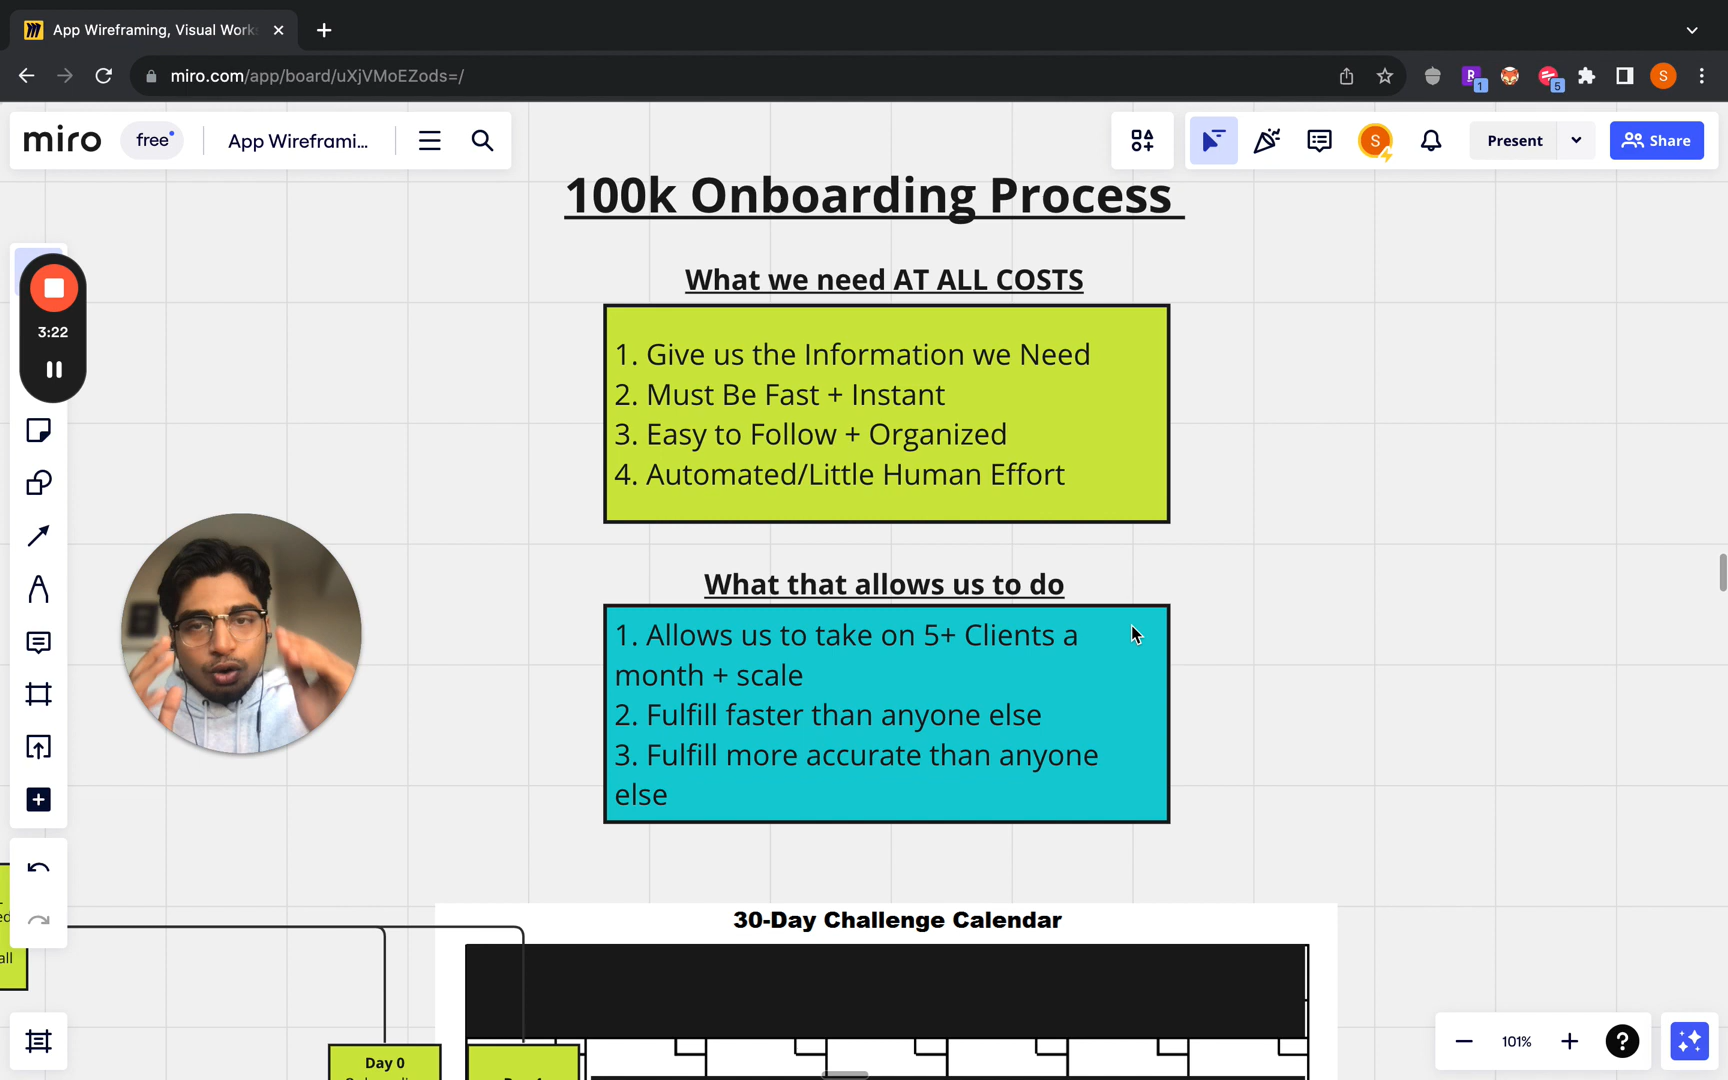 App Wireframing, Visual Work
miro.com/app/board/uXjVMoEZods=/
1
5
S
miro
free
App Wireframi...
S
Present
Share
100k Onboarding Process
What we need AT ALL COSTS
3:22
1. Give us the Information we Need
2. Must Be Fast + Instant
3. Easy to Follow + Organized
4. Automated/Little Human Effort
What that allows us to do
1. Allows us to take on 5+ Clients a
month + scale
2. Fulfill faster than anyone else
3. Fulfill more accurate than anyone
else
30-Day Challenge Calendar
all
Day 0
101%
?